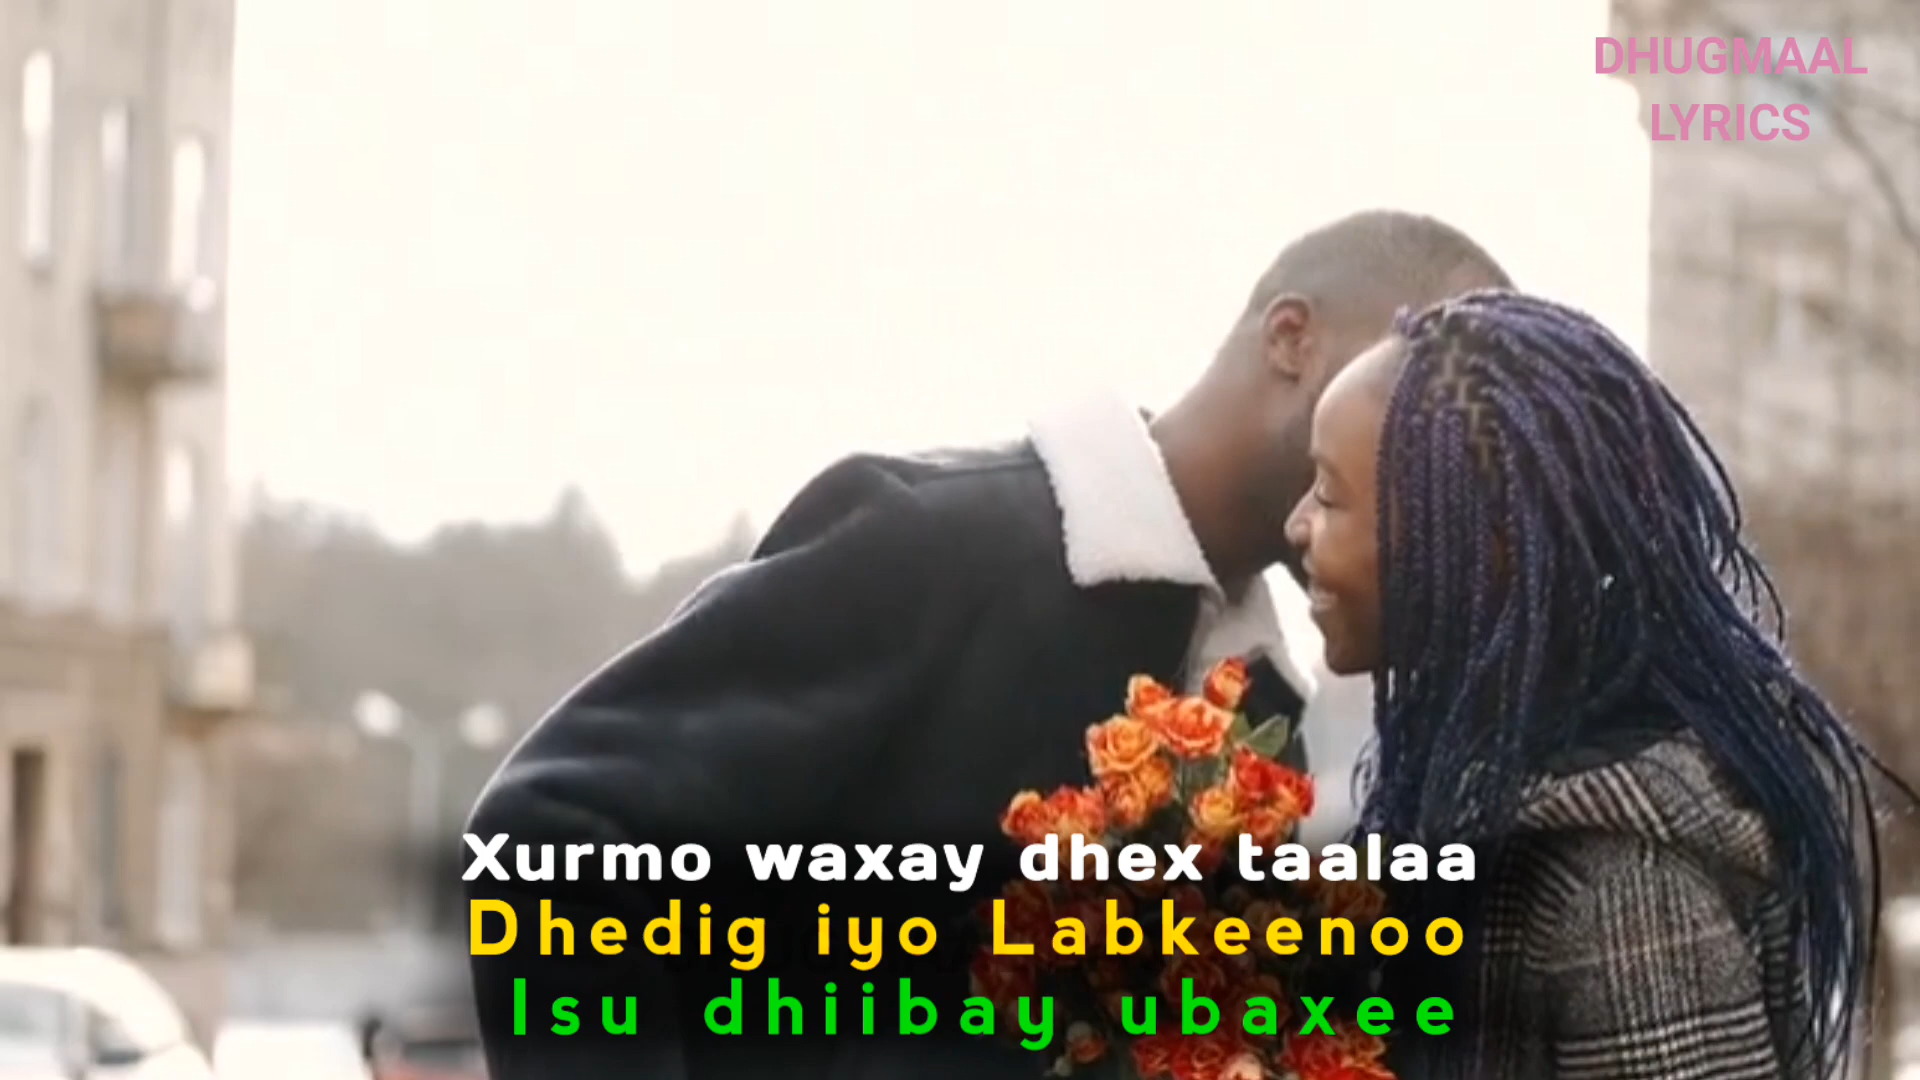 DHUGMAAL
LYRICS
Xurmo waxay dhex taalaa
Dhedig iyo Labkeenoo
Isu dhiibay ubaxee